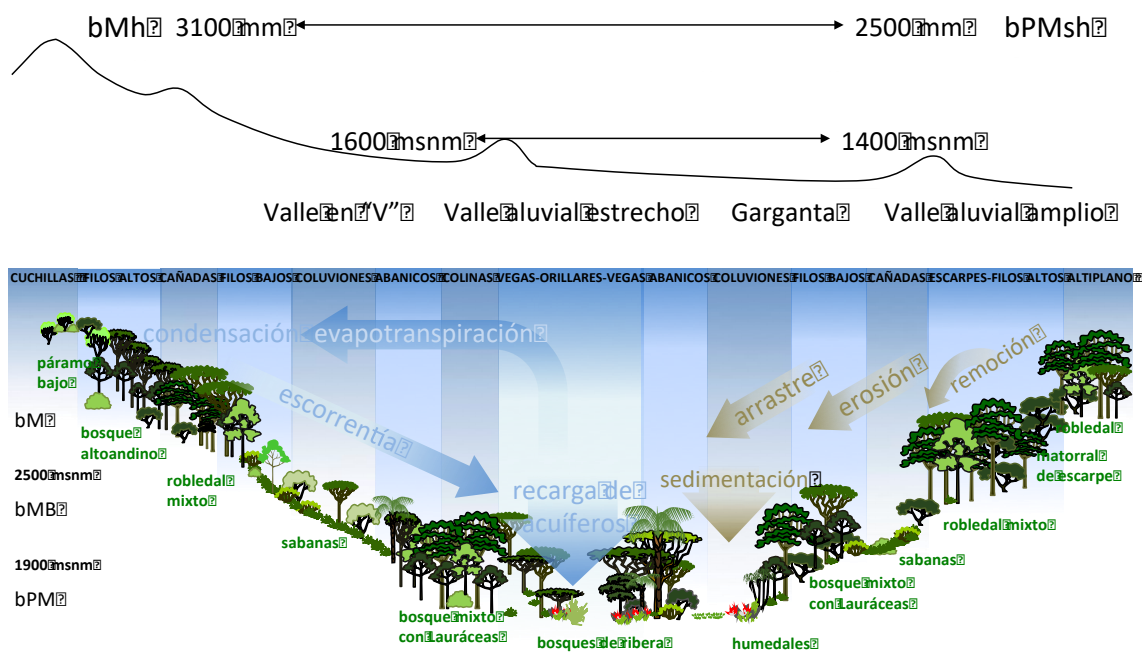 bMh 3100 mm 2500 mm bPMsh
1600 msnm 1400 msnm
Valle en "V" Valle aluvial estrecho Garganta Valle aluvial amplio
CUCHILLAS FILOS ALTOS CAÑADAS FILOS BAJOS COLUVIONES ABANICOS COLINAS VEGAS-ORILLARES-VEGAS ABANICOS COLUVIONES FILOS BAJOS CAÑADAS ESCARPES-FILOS ALTOS ALTIPLANO
condensación evapotranspiración
páramo
bajo
escorrentía
arrastre
erosión
remoción
bM
bosque
altoandino
robledal
matorral
de escarpe
2500 msnm
robledal
mixto
recarga de
acuíferos
sedimentación
bMB
robledal mixto
sabanas
sabanas
1900 msnm
bosque mixto
con Lauráceas
bPM
bosque mixto
con Lauráceas
bosques de ribera
humedales